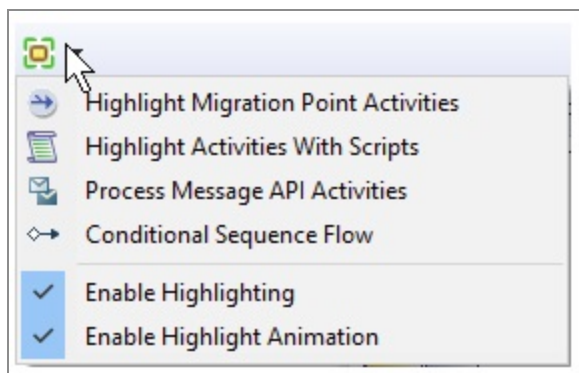 Highlight Migration Point Activities
Highlight Activities With Scripts
Process Message API Activities
Conditional Sequence Flow
Enable Highlighting
Enable Highlight Animation